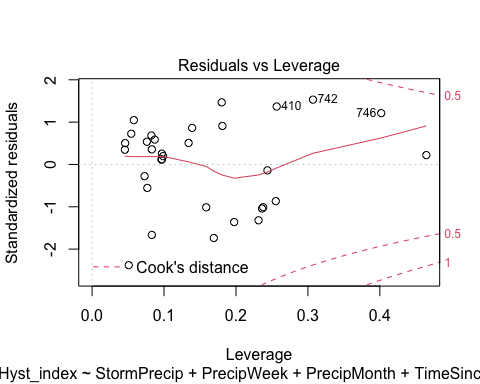 Residuals vs Leverage
Standardized residuals
2
1
0
-1
-2
410
742
746
0.5
0.5
1
Cook's distance
0.0 0.1 0.2 0.3 0.4
Leverage
Hyst_index ~ StormPrecip + PrecipWeek + PrecipMonth + TimeSinc